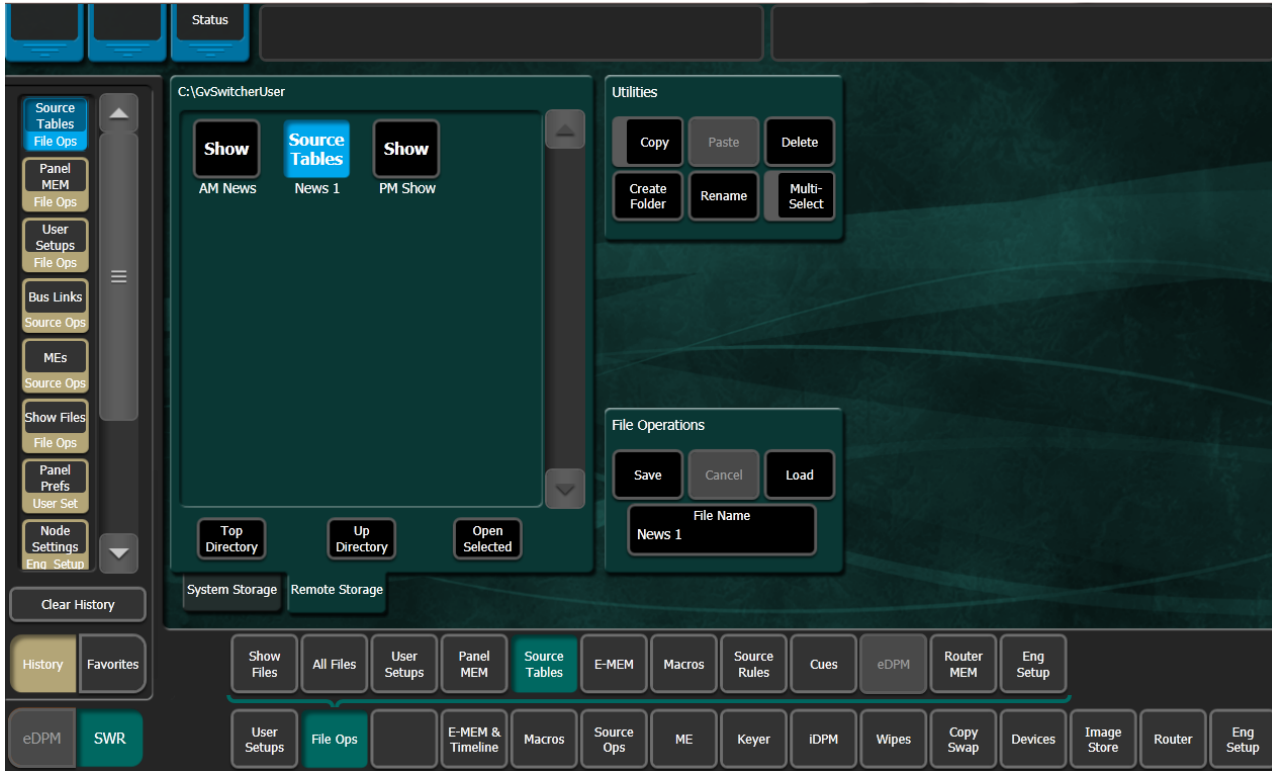 Status
Source
Tables
File Ops
Panel
MEM
File Ops
User
Setups
File Ops
Bus Links
Source Ops
MEs
Source Ops
Show Files
File Ops
Panel
Prefs
User Set
Node
Settings
Eng Setup
Clear History
History
Favorites
eDPM
SWR
C:\GvSwitcherUser
Show
AM News
Source
Tables
News 1
Show
PM Show
Top
Directory
Up
Directory
Open
Selected
System Storage
Remote Storage
Utilities
Copy
Paste
Delete
Create
Folder
Rename
Multi-
Select
File Operations
Save
Cancel
Load
File Name
News 1
Show
Files
All Files
User
Setups
Panel
MEM
Source
Tables
E-MEM
Macros
Source
Rules
Cues
eDPM
Router
MEM
Eng
Setup
User
Setups
File Ops
E-MEM &
Timeline
Macros
Source
Ops
ME
Keyer
iDPM
Wipes
Copy
Swap
Devices
Image
Store
Router
Eng
Setup